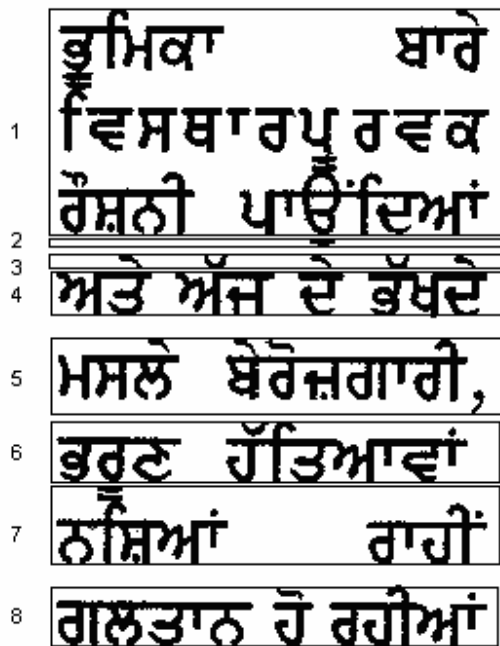 ਭੂਮਿਕਾ ਬਾਰੇ
1 ਵਿਸਥਾਰਪੂਰਵਕ
ਰੌਸ਼ਨੀ ਪਾਉਂਦਿਆਂ
2
3
4 ਅਤੇ ਅੱਜ ਦੇ ਭੱਖਦੇ
5 ਮਸਲੇ ਬੇਰੋਜ਼ਗਾਰੀ,
6 ਭਰੂਣ ਹੱਤਿਆਵਾਂ
7 ਨਸ਼ਿਆਂ ਰਾਹੀਂ
8 ਗਲਤਾਨ ਹੋ ਰਹੀਆਂ